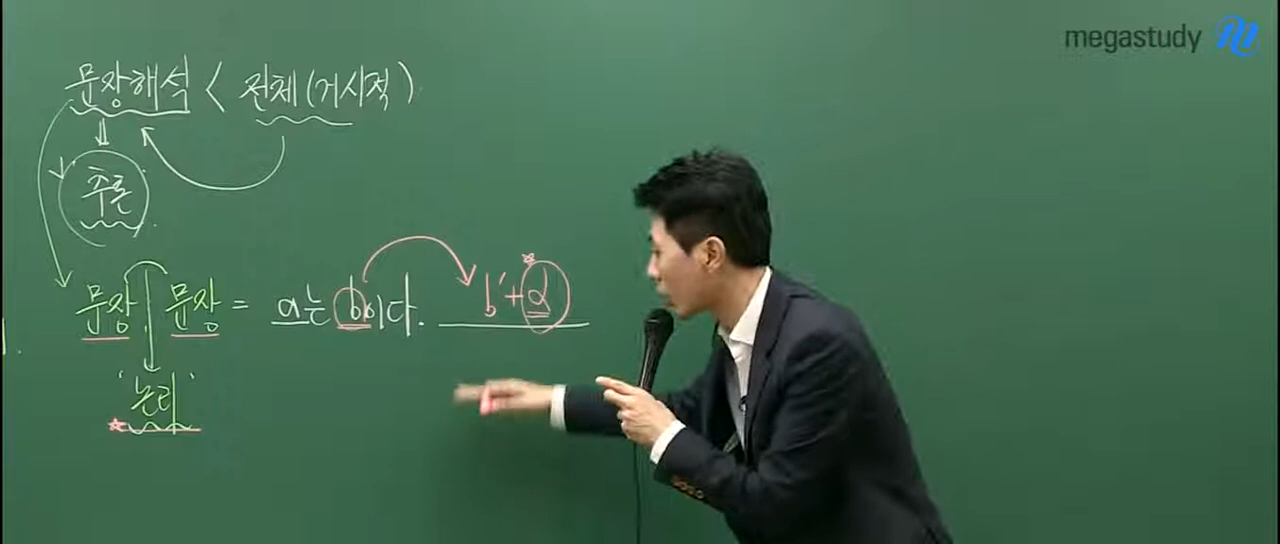 megastudy
문장해석 < 전체(거시적)
추론
문장 문장 = a는 b이다. b'+α
'논리'